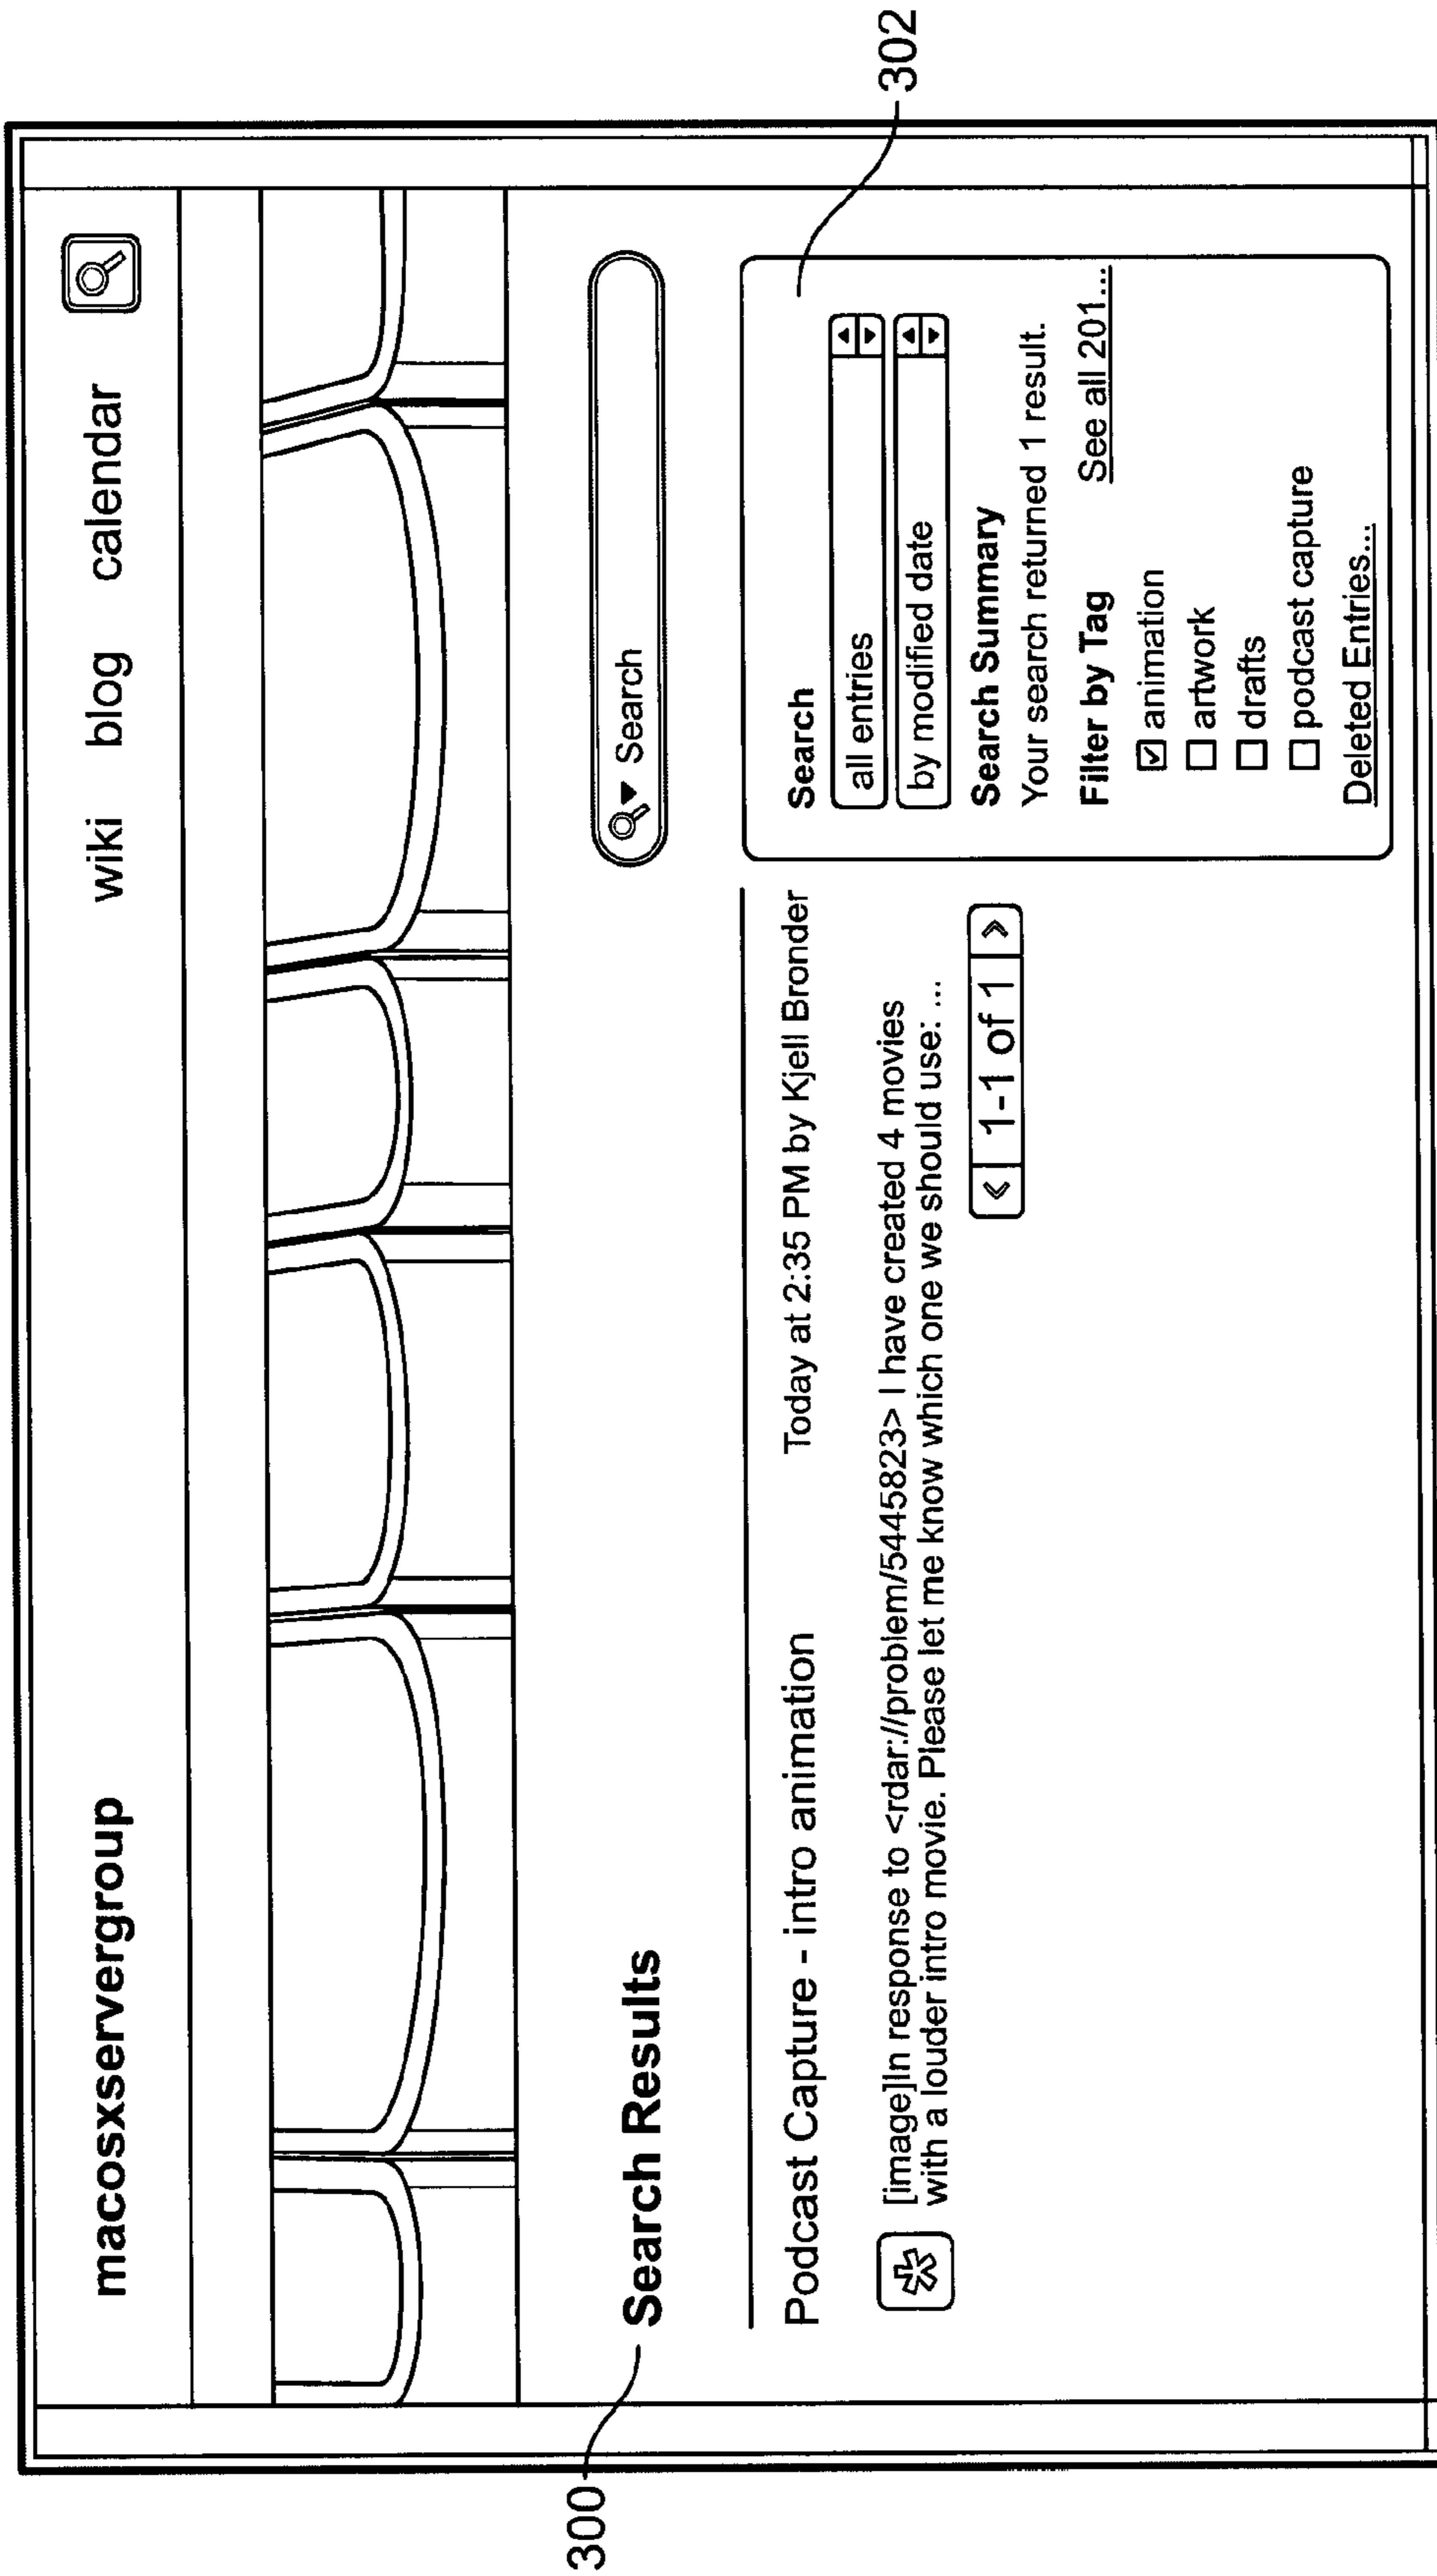 macosxservergroup wiki blog calendar
300
Search Results
Search
Podcast Capture - intro animation
Today at 2:35 PM by Kjell Bronder
[image]In response to <rdar://problem/5445823> I have created 4 movies
with a louder intro movie. Please let me know which one we should use: ...
« 1-1 of 1 »
302
Search
all entries
by modified date
Search Summary
Your search returned 1 result.
Filter by Tag See all 201...
animation
artwork
drafts
podcast capture
Deleted Entries...